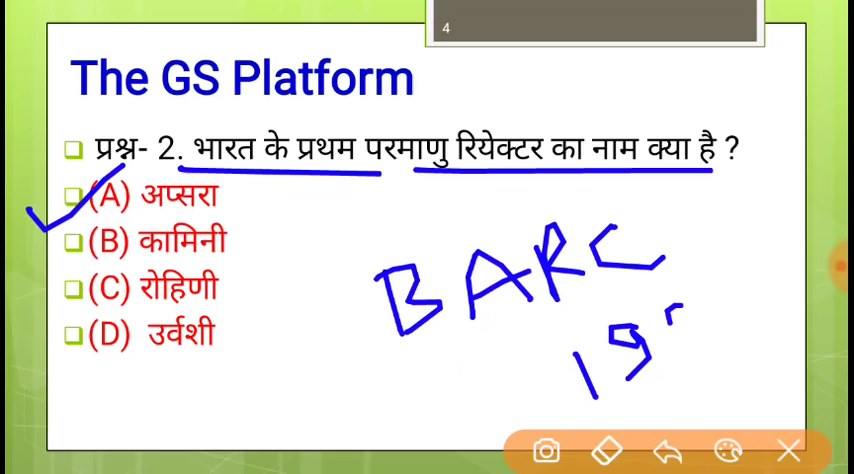 4
The GS Platform
प्रश्न- 2. भारत के प्रथम परमाणु रियेक्टर का नाम क्या है ?
(A) अप्सरा
(B) कामिनी
(C) रोहिणी
(D) उर्वशी
BARC
19